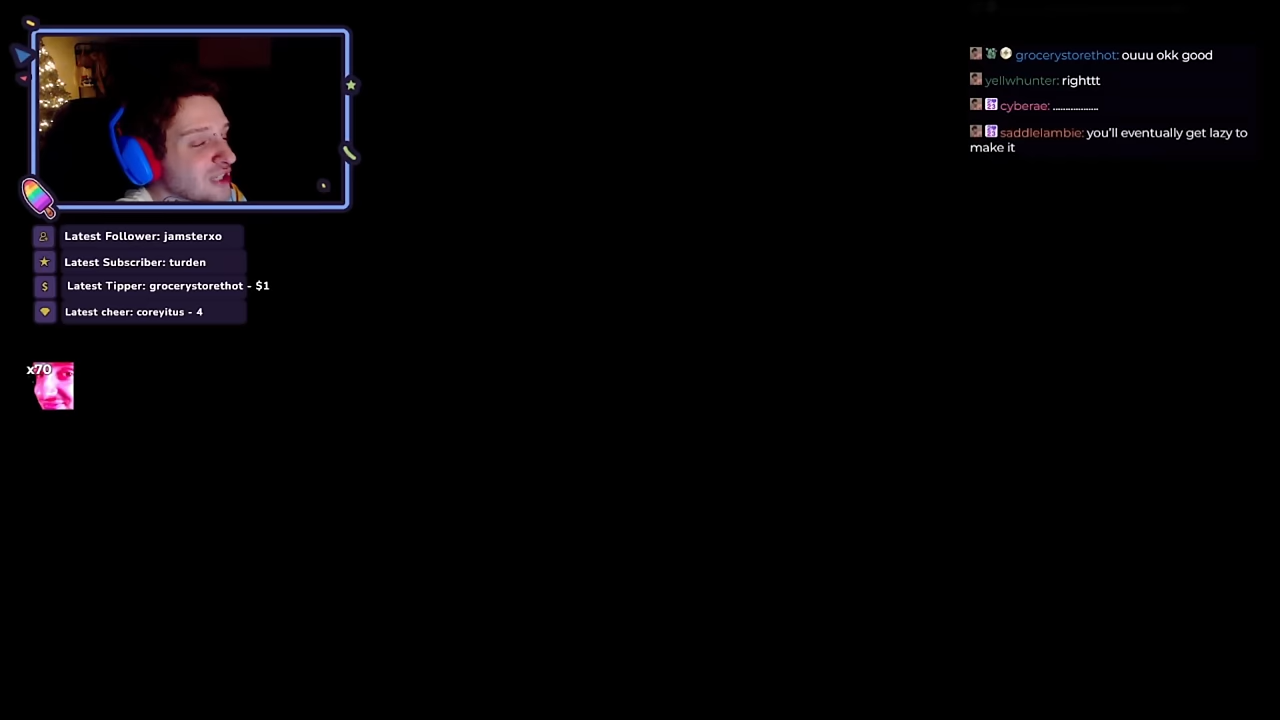 Latest Follower: jamsterxo
Latest Subscriber: turden
Latest Tipper: grocerystorethot - $1
Latest cheer: coreyitus - 4
x70
grocerystorethot: ouuu okk good
yellwhunter: righttt
cyberae: ..................
saddlelambie: you'll eventually get lazy to
make it